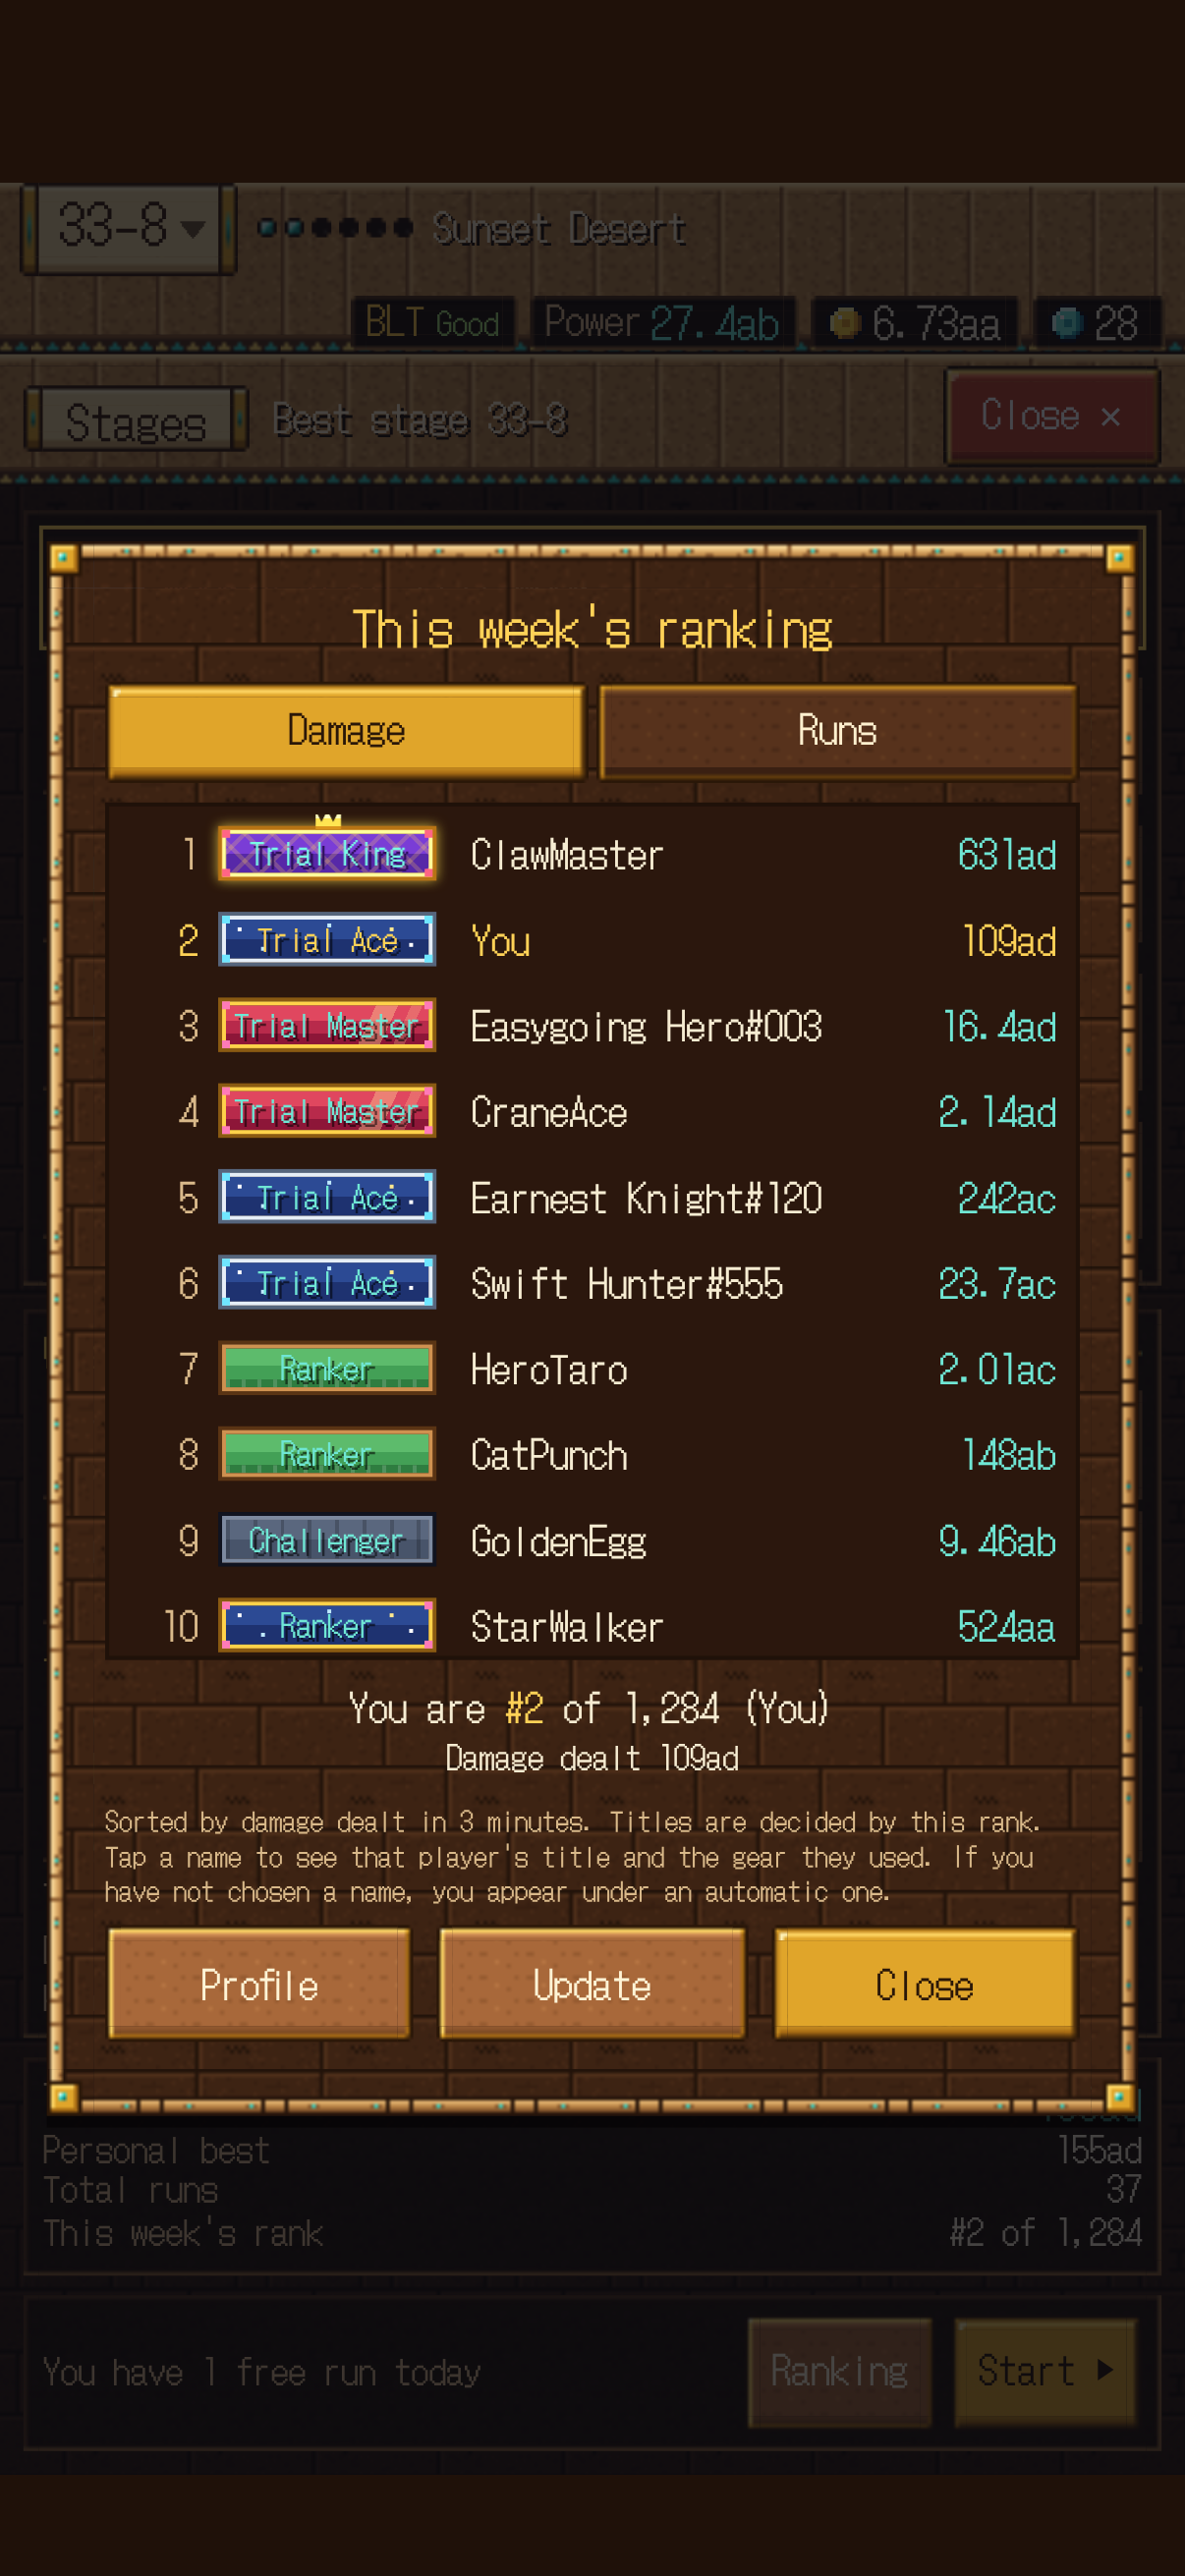 33-8 ▼ Sunset Desert
BLT Good Power 27.4ab 6.73aa 28
Stages Best stage 33-8 Close ×
This week's ranking
Damage Runs
1 Trial King ClawMaster 631ad
2 Trial Ace You 109ad
3 Trial Master Easygoing Hero#003 16.4ad
4 Trial Master CraneAce 2.14ad
5 Trial Ace Earnest Knight#120 242ac
6 Trial Ace Swift Hunter#555 23.7ac
7 Ranker HeroTaro 2.01ac
8 Ranker CatPunch 148ab
9 Challenger GoldenEgg 9.46ab
10 Ranker StarWalker 524aa
You are #2 of 1,284 (You)
Damage dealt 109ad
Sorted by damage dealt in 3 minutes. Titles are decided by this rank.
Tap a name to see that player's title and the gear they used. If you
have not chosen a name, you appear under an automatic one.
Profile Update Close
Personal best 155ad
Total runs 37
This week's rank #2 of 1,284
You have 1 free run today Ranking Start ▶